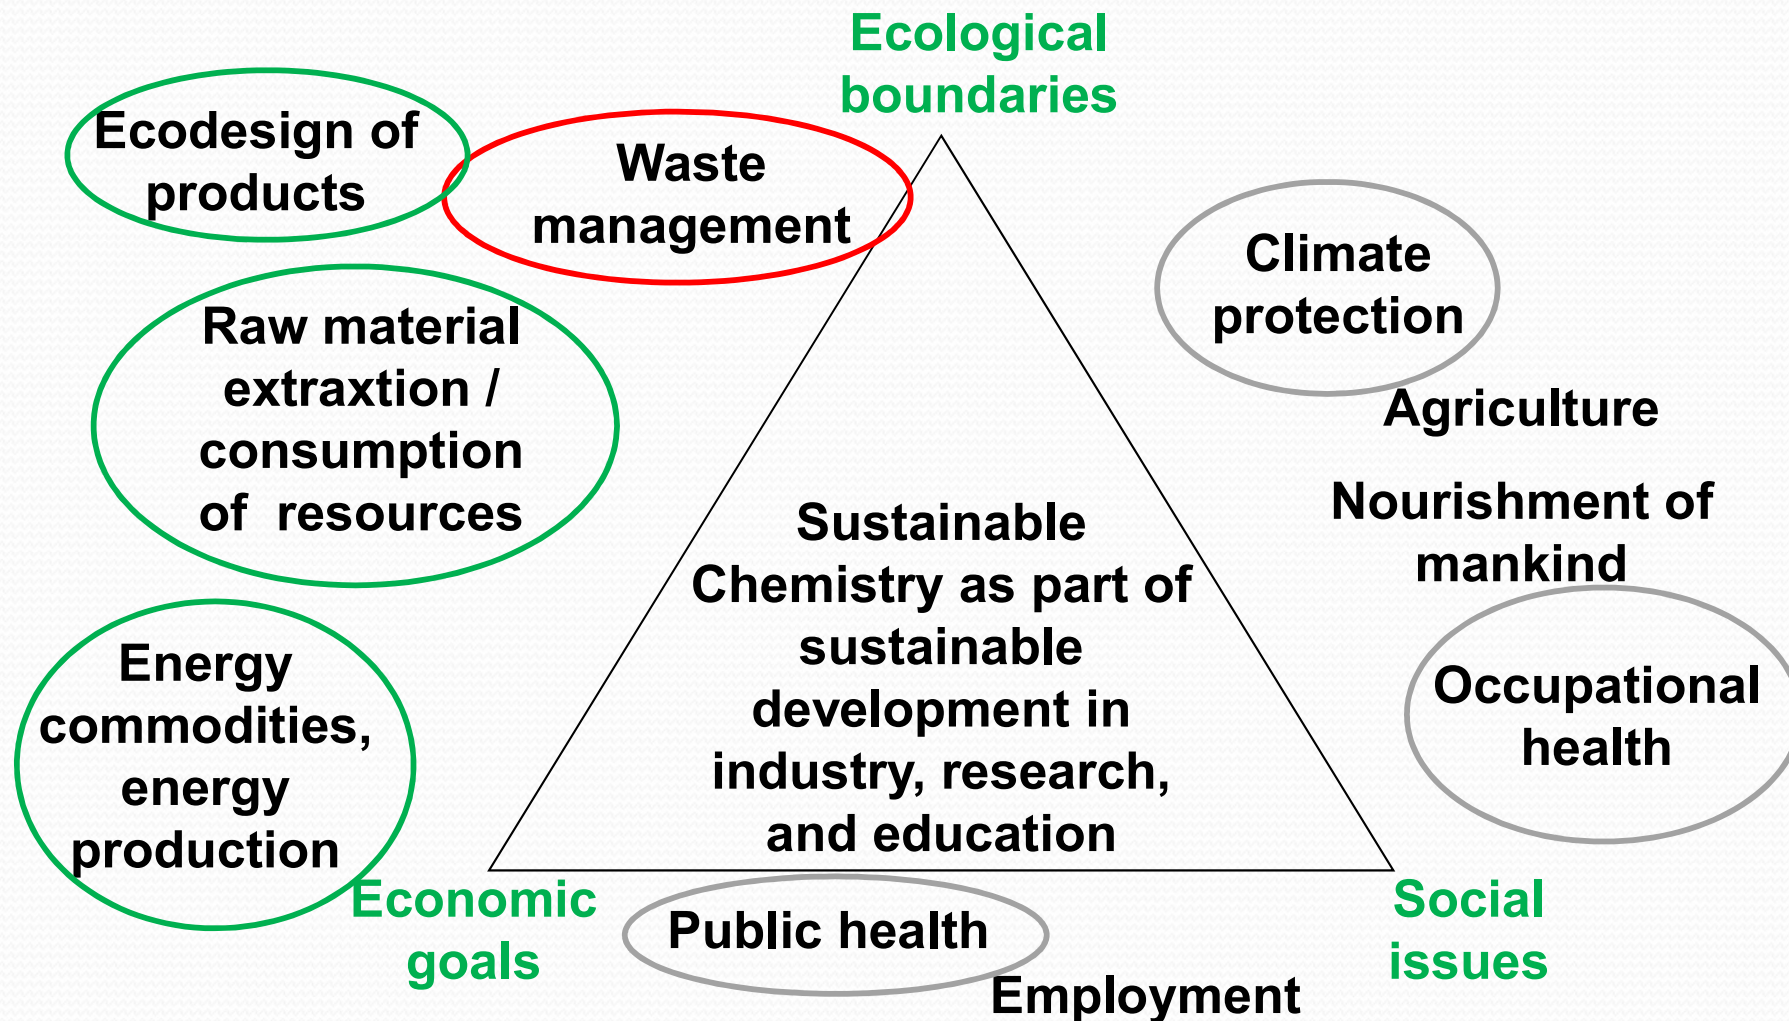 Ecological
boundaries
Ecodesign of
products
Waste
management
Climate
protection
Raw material
extraxtion /
consumption
of resources
Agriculture
Nourishment of
mankind
Sustainable
Chemistry as part of
sustainable
development in
industry, research,
and education
Energy
commodities,
energy
production
Occupational
health
Economic
goals
Public health
Social
issues
Employment